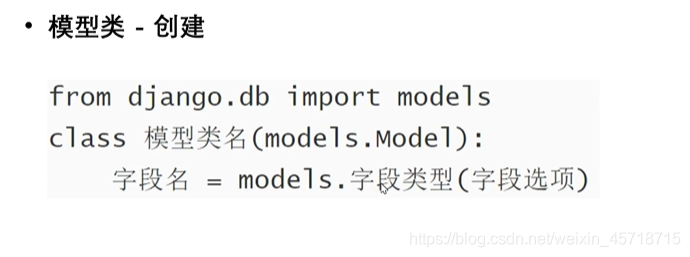 • 模型类 - 创建
from django.db import models
class 模型类名(models.Model):
    字段名 = models.字段类型(字段选项)
https://blog.csdn.net/weixin_45718715